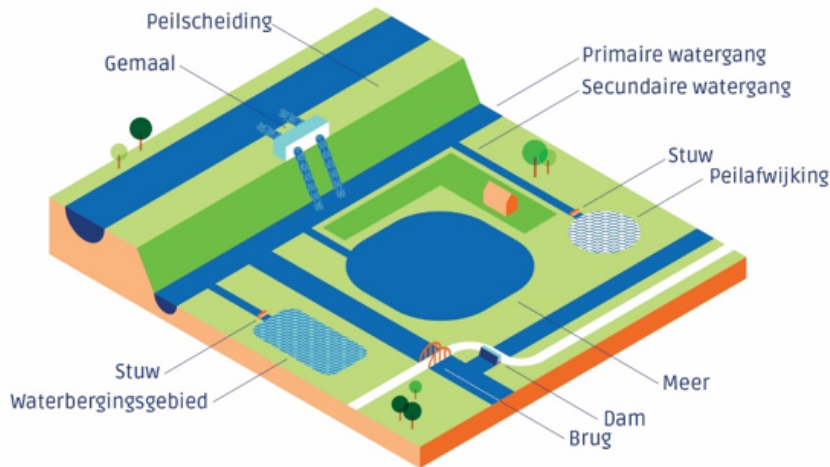 Peilscheiding
Gemaal
Primaire watergang
Secundaire watergang
Stuw
Peilafwijking
Stuw
Waterbergingsgebied
Meer
Dam
Brug